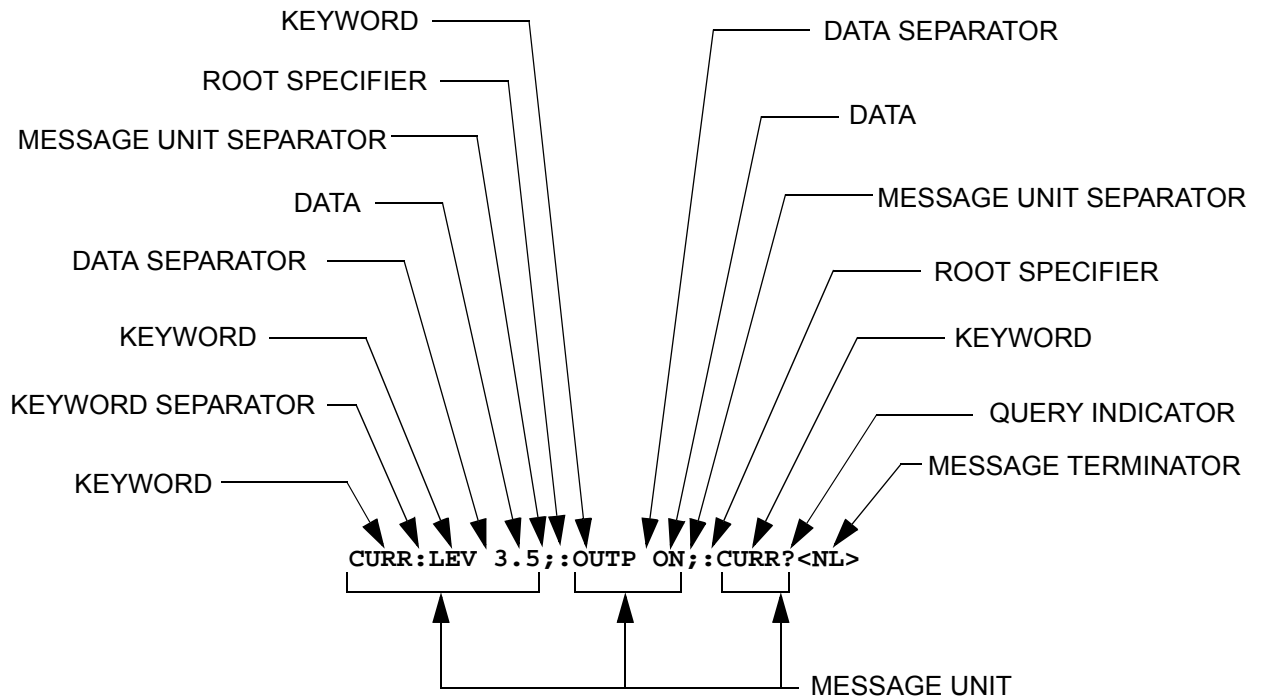 KEYWORD
DATA SEPARATOR
ROOT SPECIFIER
DATA
MESSAGE UNIT SEPARATOR
DATA
MESSAGE UNIT SEPARATOR
DATA SEPARATOR
ROOT SPECIFIER
KEYWORD
KEYWORD
KEYWORD SEPARATOR
QUERY INDICATOR
KEYWORD
MESSAGE TERMINATOR
CURR:LEV 3.5;:OUTP ON;:CURR?<NL>
MESSAGE UNIT